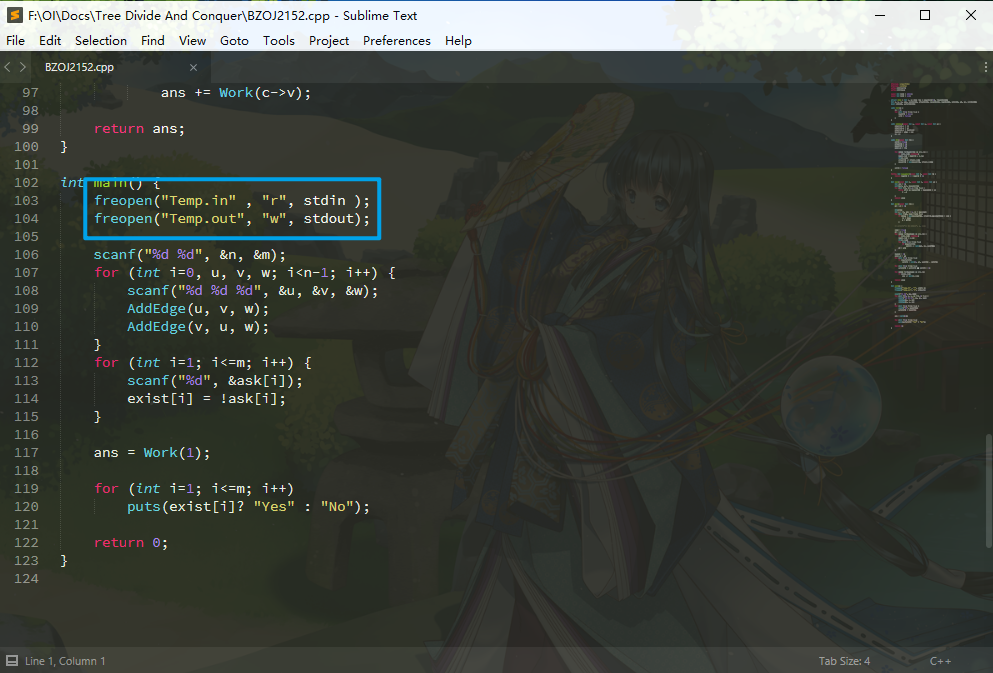 F:\OI\Docs\Tree Divide And Conquer\BZOJ2152.cpp - Sublime Text
File Edit Selection Find View Goto Tools Project Preferences Help
BZOJ2152.cpp
97 ans += Work(c->v);
98
99 return ans;
100 }
101
102 int main() {
103 freopen("Temp.in" , "r", stdin );
104 freopen("Temp.out", "w", stdout);
105
106 scanf("%d %d", &n, &m);
107 for (int i=0, u, v, w; i<n-1; i++) {
108 scanf("%d %d %d", &u, &v, &w);
109 AddEdge(u, v, w);
110 AddEdge(v, u, w);
111 }
112 for (int i=1; i<=m; i++) {
113 scanf("%d", &ask[i]);
114 exist[i] = !ask[i];
115 }
116
117 ans = Work(1);
118
119 for (int i=1; i<=m; i++)
120 puts(exist[i]? "Yes" : "No");
121
122 return 0;
123 }
124
Line 1, Column 1 Tab Size: 4 C++